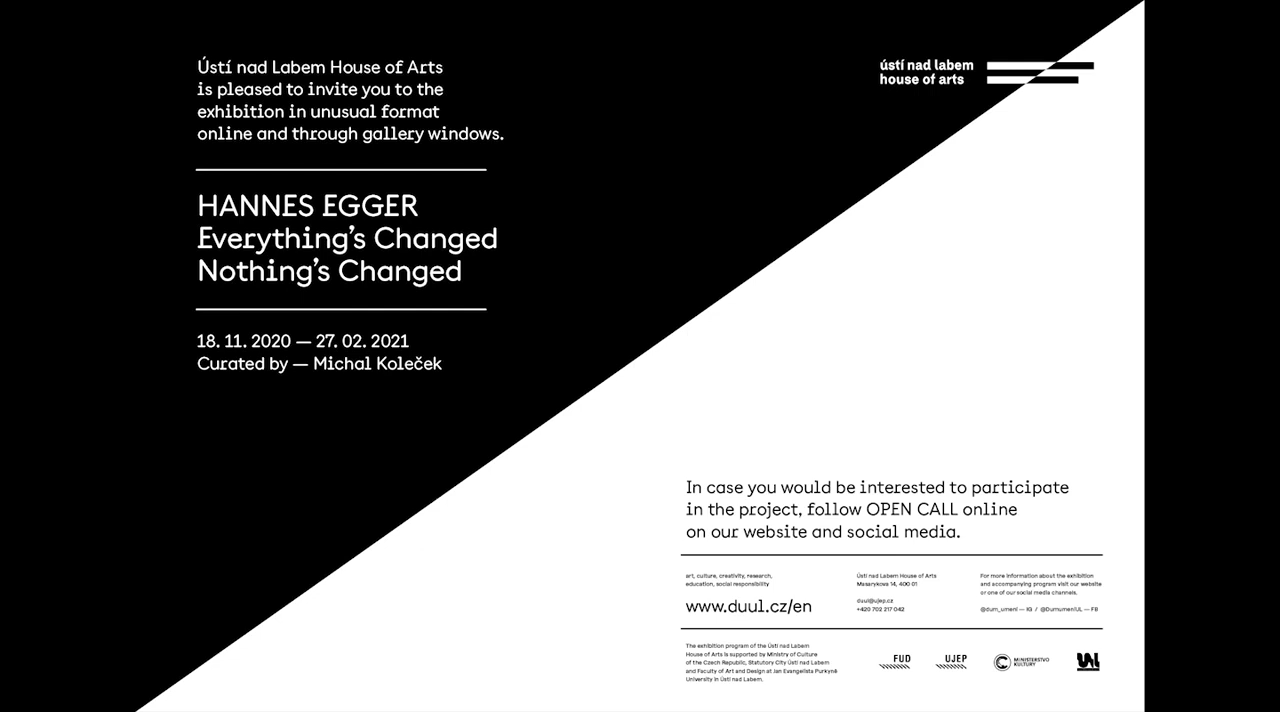 Ústí nad Labem House of Arts
is pleased to invite you to the
exhibition in unusual format
online and through gallery windows.
HANNES EGGER
Everything's Changed
Nothing's Changed
18. 11. 2020 — 27. 02. 2021
Curated by — Michal Koleček
ústí nad labem
house of arts
In case you would be interested to participate
in the project, follow OPEN CALL online
on our website and social media.
art, culture, creativity, research,
education, social responsibility
www.duul.cz/en
Ústí nad Labem House of Arts
Masarykova 14, 400 01
duul@ujep.cz
+420 702 217 042
For more information about the exhibition
and accompanying program visit our website
or one of our social media channels.
@dum_umeni — IG / @DumumeniUL — FB
The exhibition program of the Ústí nad Labem
House of Arts is supported by Ministry of Culture
of the Czech Republic, Statutory City Ústí nad Labem
and Faculty of Art and Design at Jan Evangelista Purkyně
University in Ústí nad Labem.
FUD
UJEP
MINISTERSTVO
KULTURY